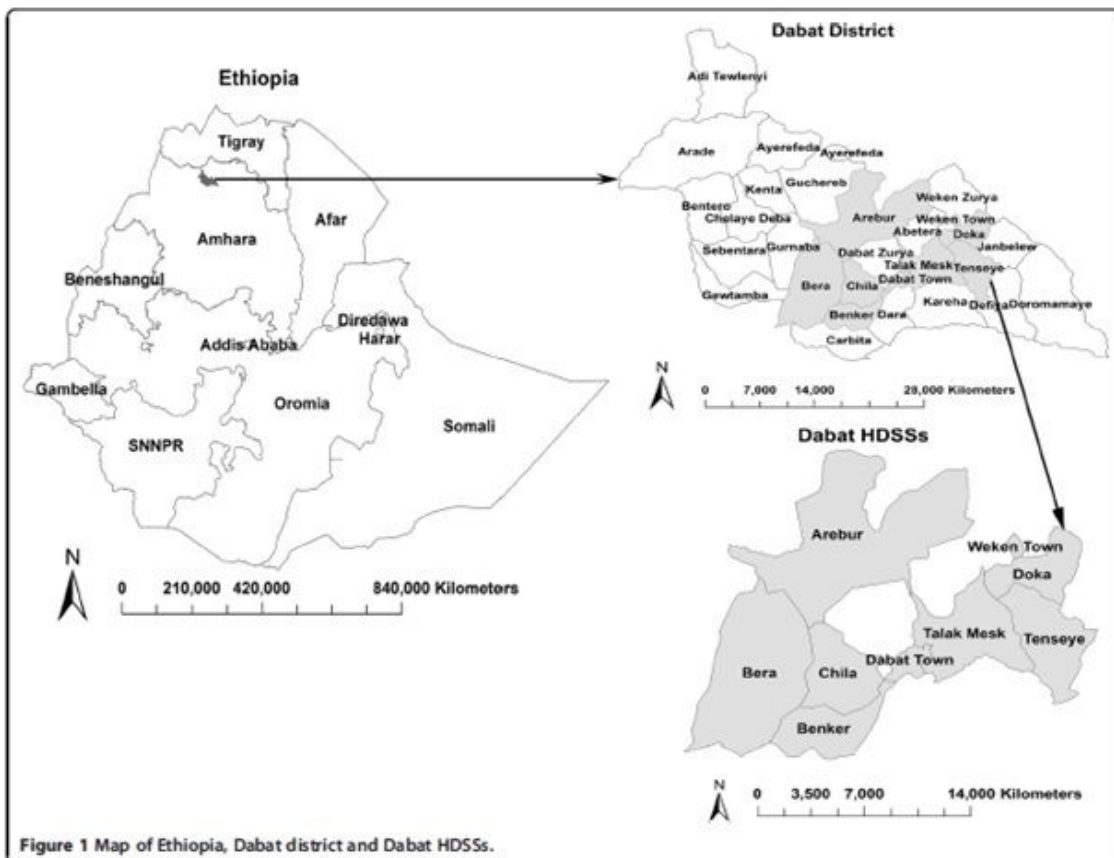 Ethiopia
Tigray
Afar
Amhara
Beneshangul
Diredawa
Harar
Addis Ababa
Gambella
Oromia
SNNPR
Somali
N
0 210,000 420,000 840,000 Kilometers
Dabat District
Adi Tewlenyi
Arade
Ayerefeda
Ayerefeda
Kenta
Guchereb
Weken Zurya
Bentero
Arebur
Weken Town
Chelaye Deba
Abetera
Doka
Janbelew
Sebentara
Gurnaba
Dabat Zurya
Talak Mesk
Tenseye
Bera
Chila
Dabat Town
Gewtamba
Kareha
Defiya
Doromamaye
Benker
Dara
Carbita
N
0 7,000 14,000 28,000 Kilometers
Dabat HDSSs
Arebur
Weken Town
Doka
Talak Mesk
Tenseye
Dabat Town
Bera
Chila
Benker
N
0 3,500 7,000 14,000 Kilometers
Figure 1 Map of Ethiopia, Dabat district and Dabat HDSSs.